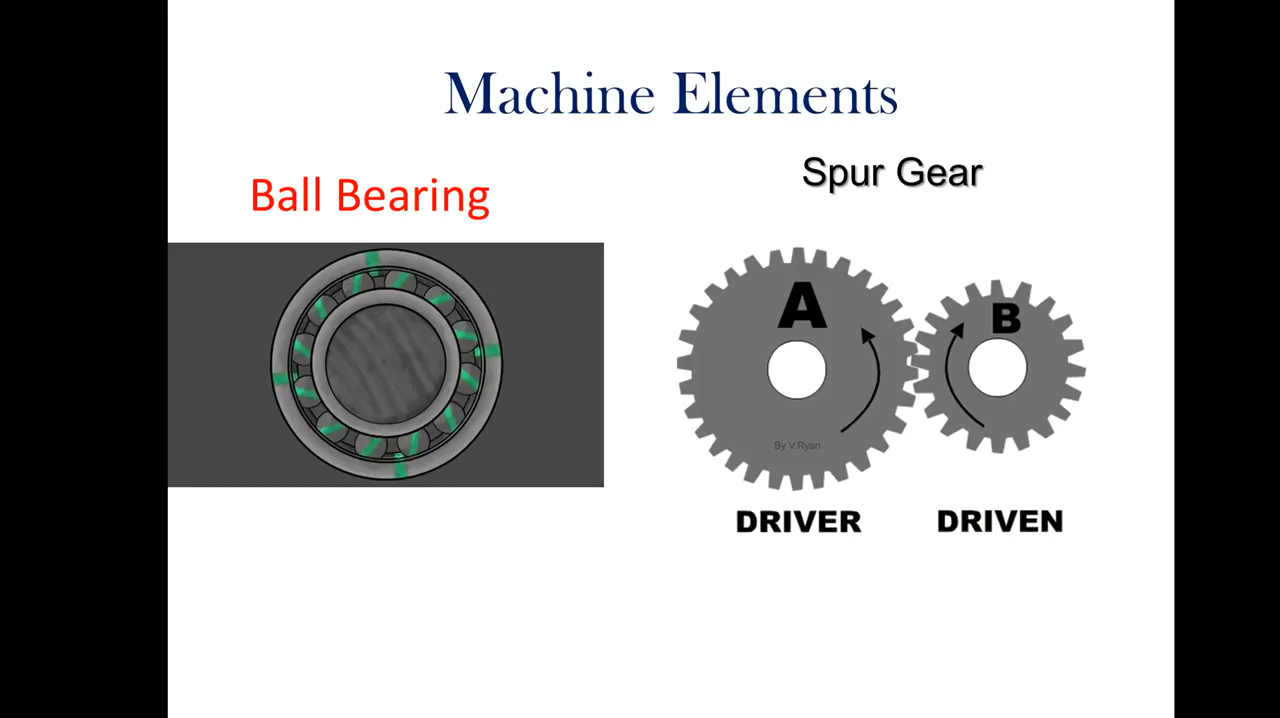 Machine Elements
Ball Bearing
Spur Gear
A
B
By V.Ryan
DRIVER
DRIVEN